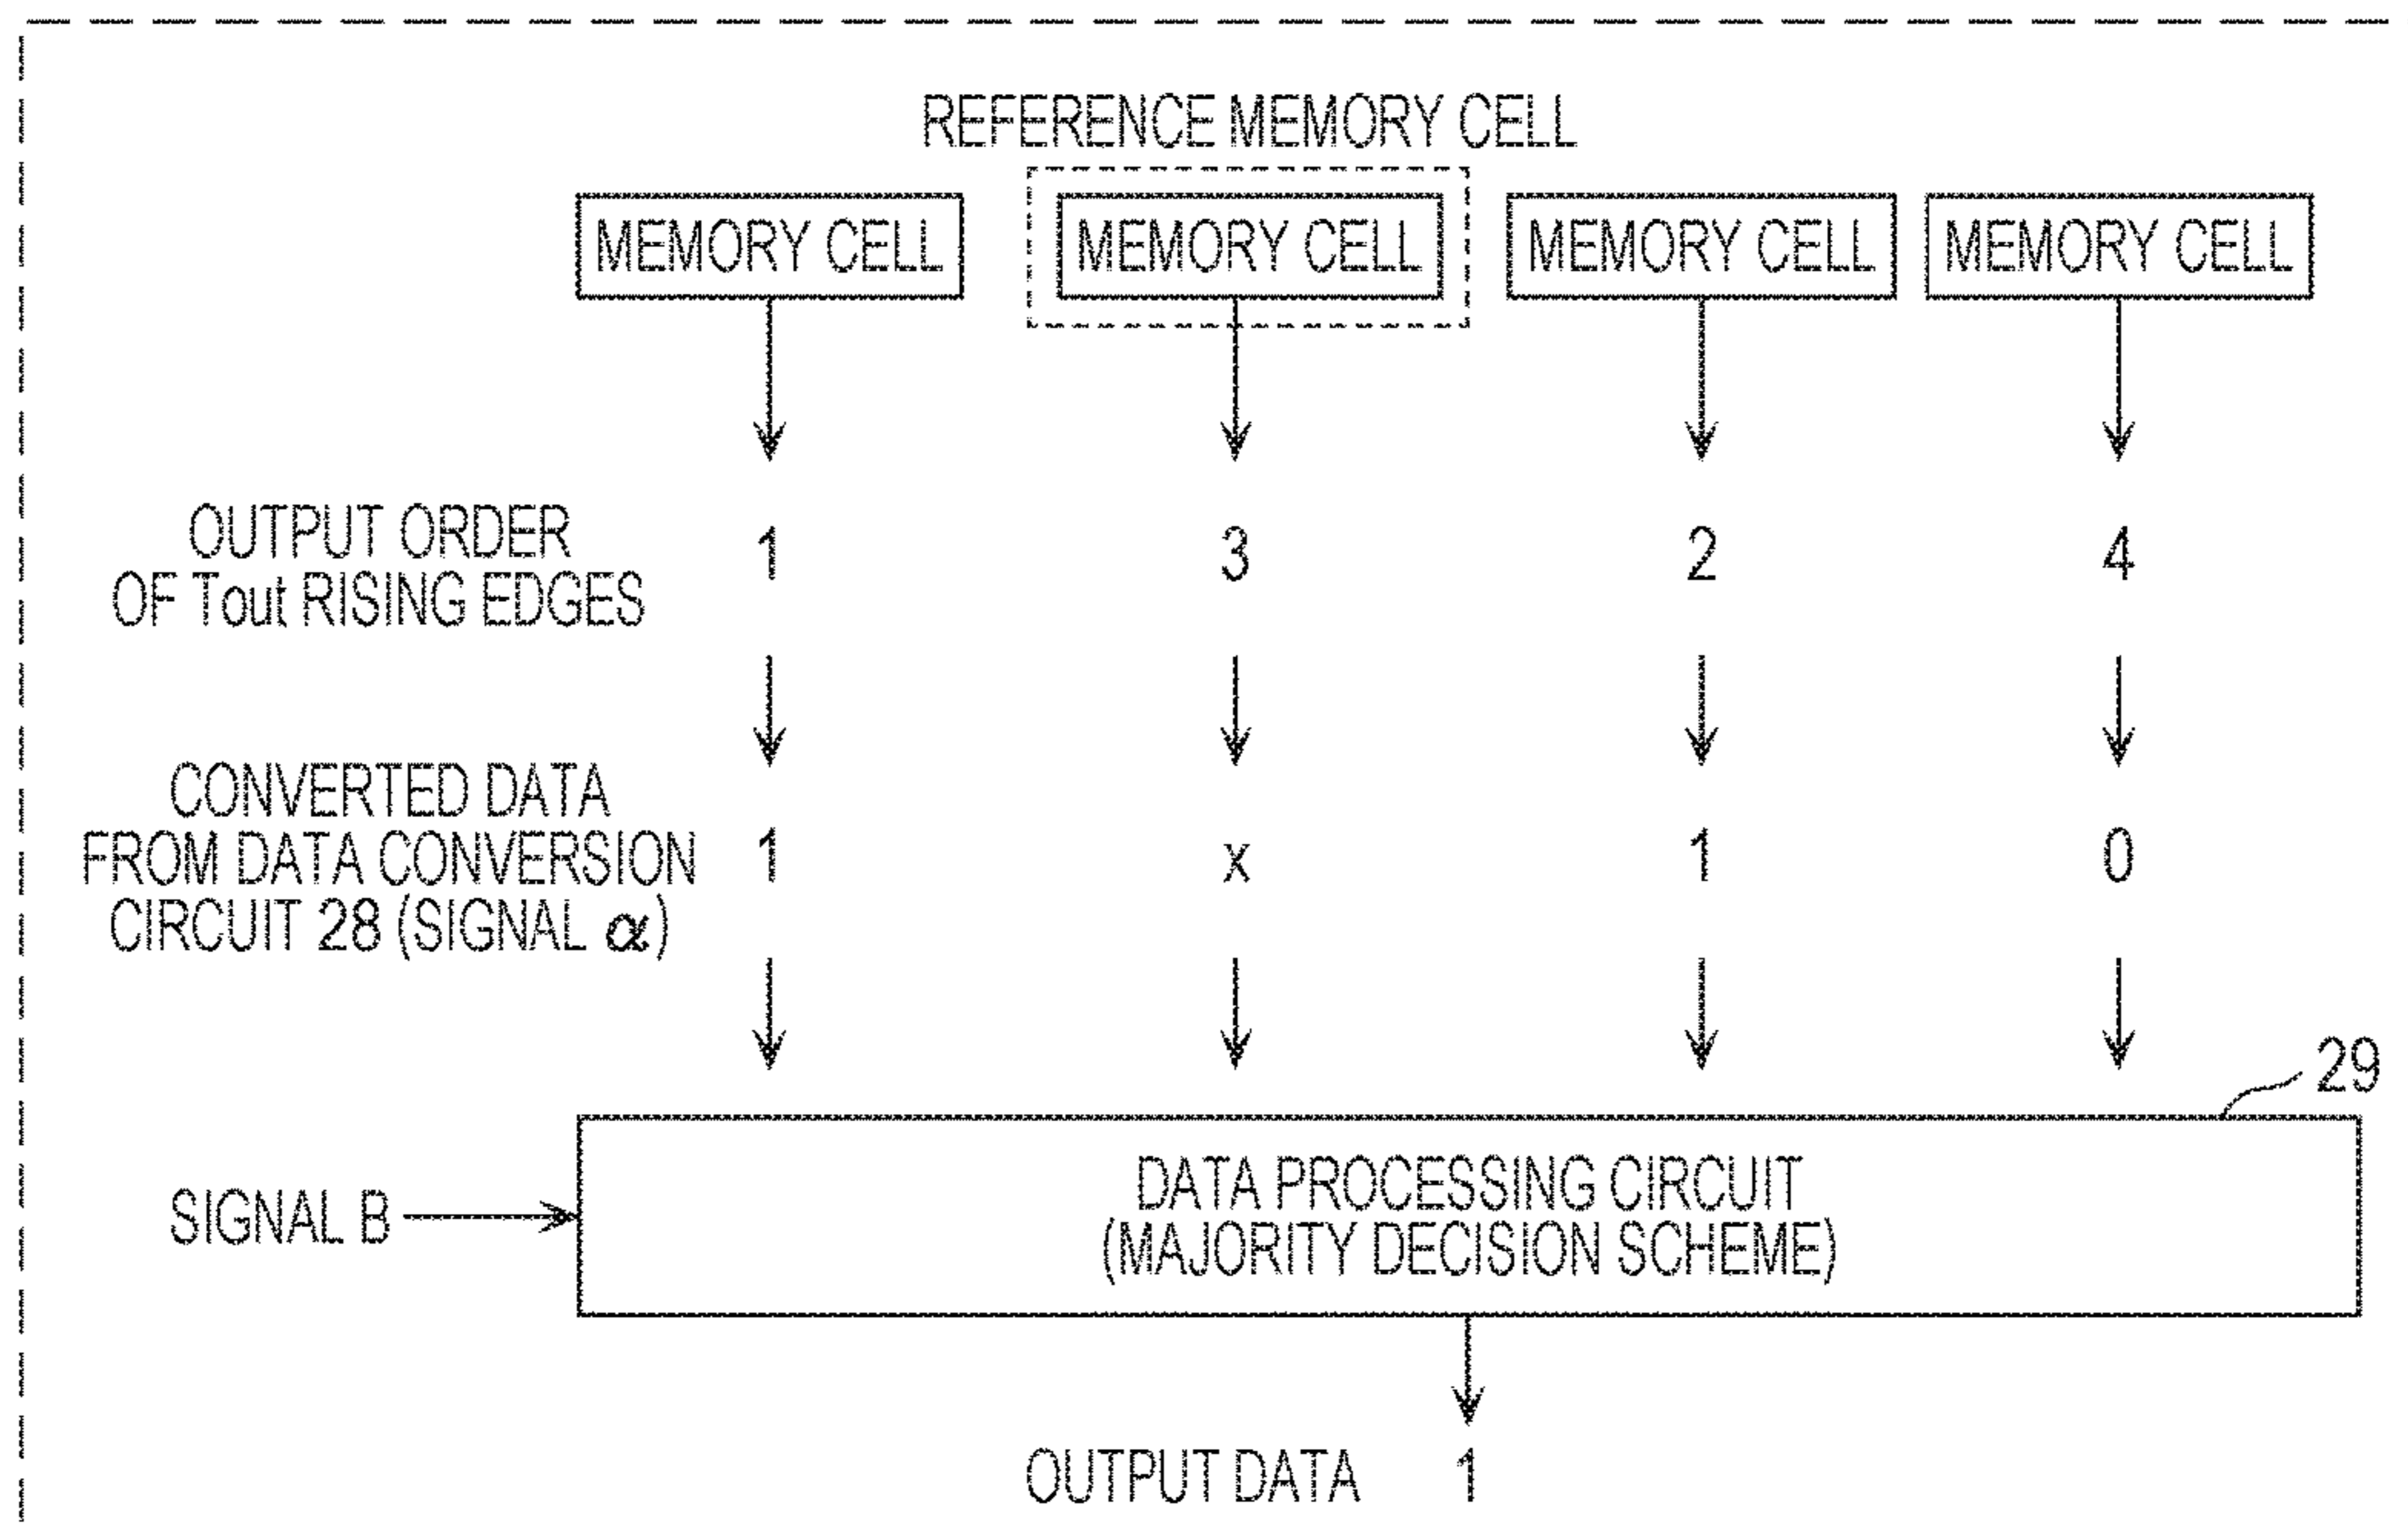 REFERENCE MEMORY CELL
MEMORY CELL MEMORY CELL MEMORY CELL MEMORY CELL
OUTPUT ORDER
OF Tout RISING EDGES
1 3 2 4
CONVERTED DATA
FROM DATA CONVERSION
CIRCUIT 28 (SIGNAL α)
1 x 1 0
29
SIGNAL B
DATA PROCESSING CIRCUIT
(MAJORITY DECISION SCHEME)
OUTPUT DATA 1